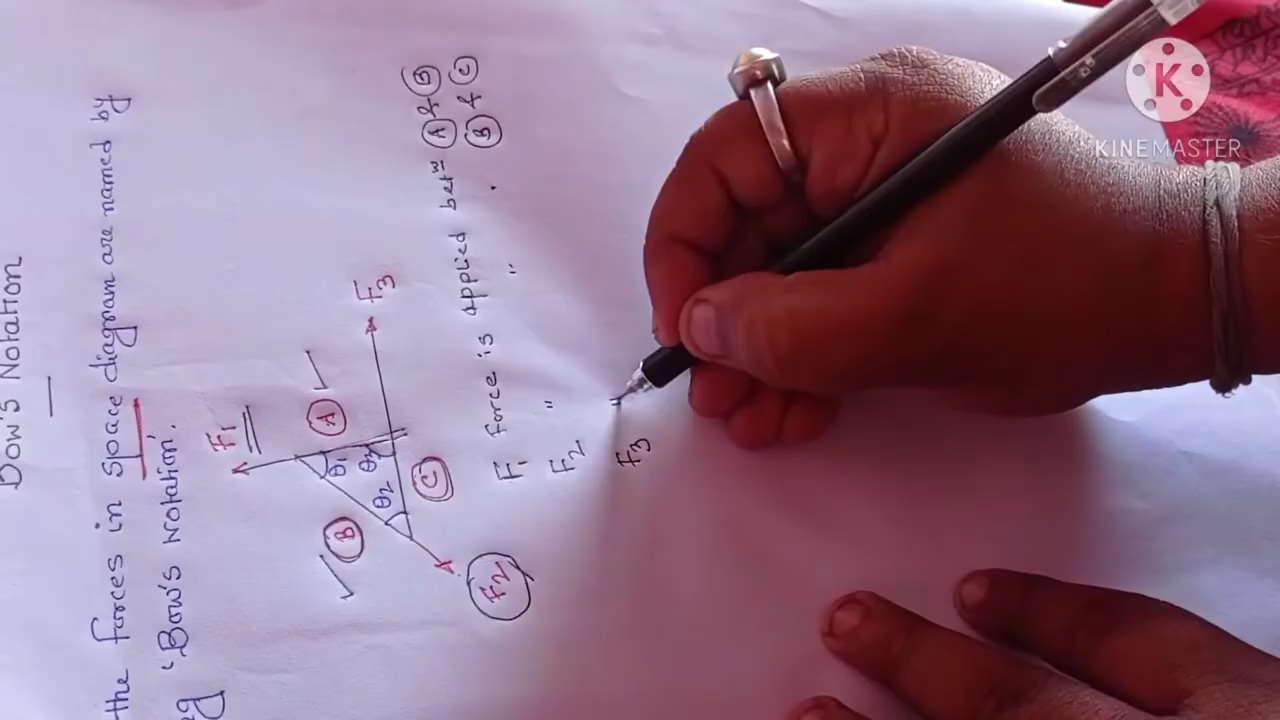 Bow's Notation
the forces in space diagram are named by
'Bow's Notation'.
F1
A
B
θ1
θ3
θ2
C
F3
F2
F1 force is applied betw A & B
F2 " " . B & C
F3 "
KINEMASTER